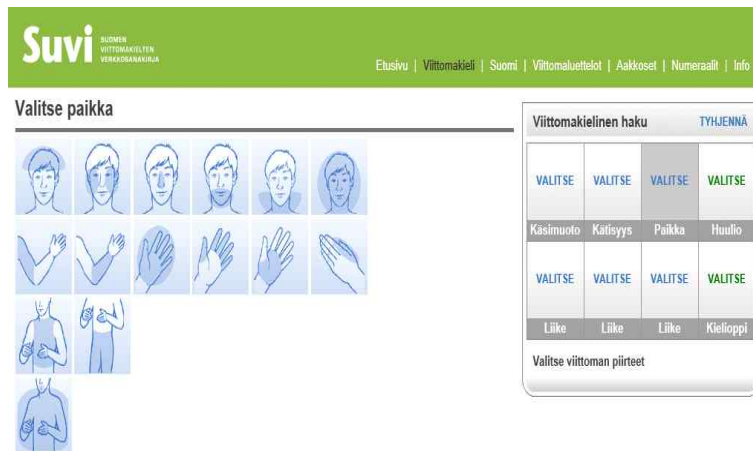 Suvi
SUOMEN
VIITTOMAKIELTEN
VERKKOSANAKIRJA
Etusivu | Viittomakieli | Suomi | Viittomaluettelot | Aakkoset | Numeraalit | Info
Valitse paikka
Viittomakielinen haku TYHJENNÄ
VALITSE VALITSE VALITSE VALITSE
Käsimuoto Kätisyys Paikka Huulio
VALITSE VALITSE VALITSE VALITSE
Liike Liike Liike Kielioppi
Valitse viittoman piirteet